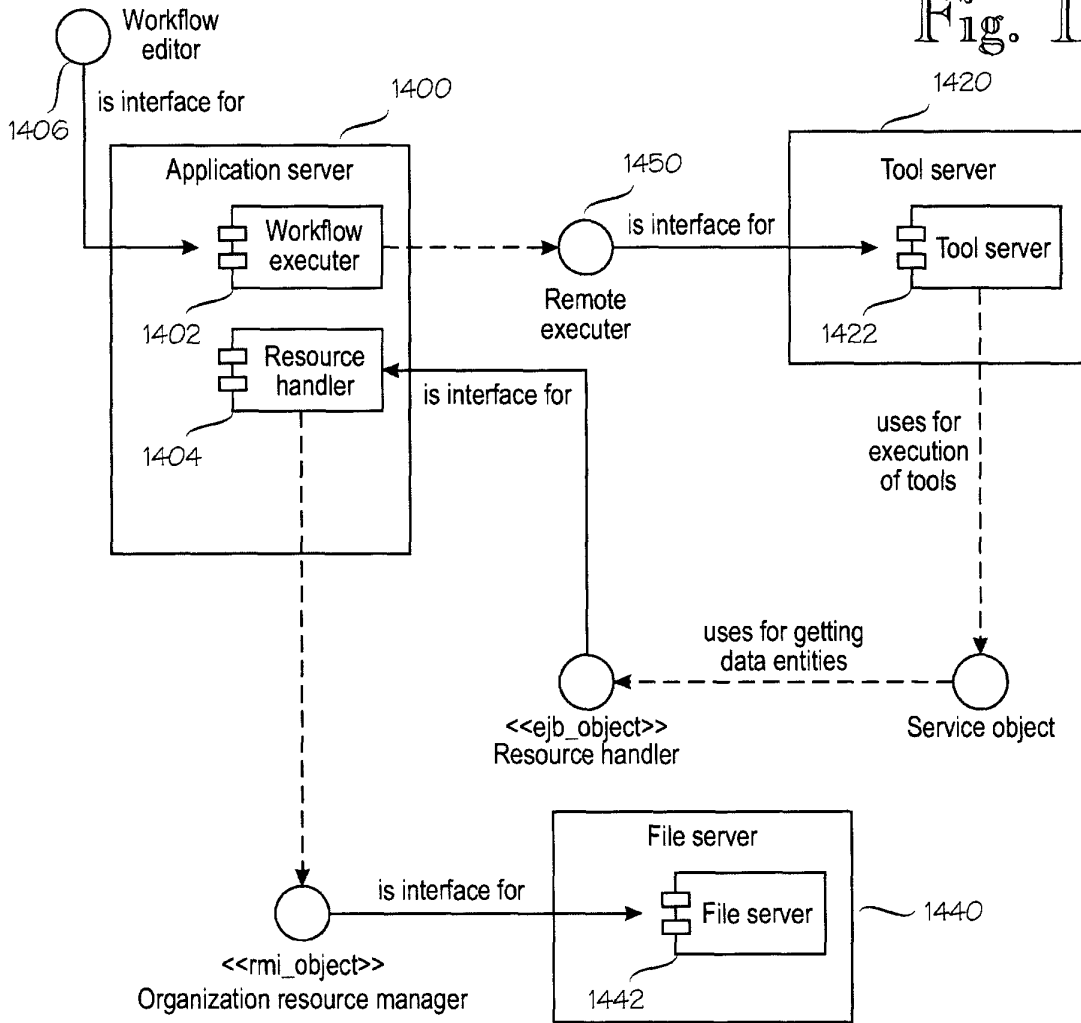 Fig. 1
Workflow
editor
1406
is interface for
1400
Application server
Workflow
executer
1402
Resource
handler
1404
1450
is interface for
Remote
executer
1420
Tool server
Tool server
1422
is interface for
uses for
execution
of tools
uses for getting
data entities
<<ejb_object>>
Resource handler
Service object
File server
File server
1440
1442
is interface for
<<rmi_object>>
Organization resource manager